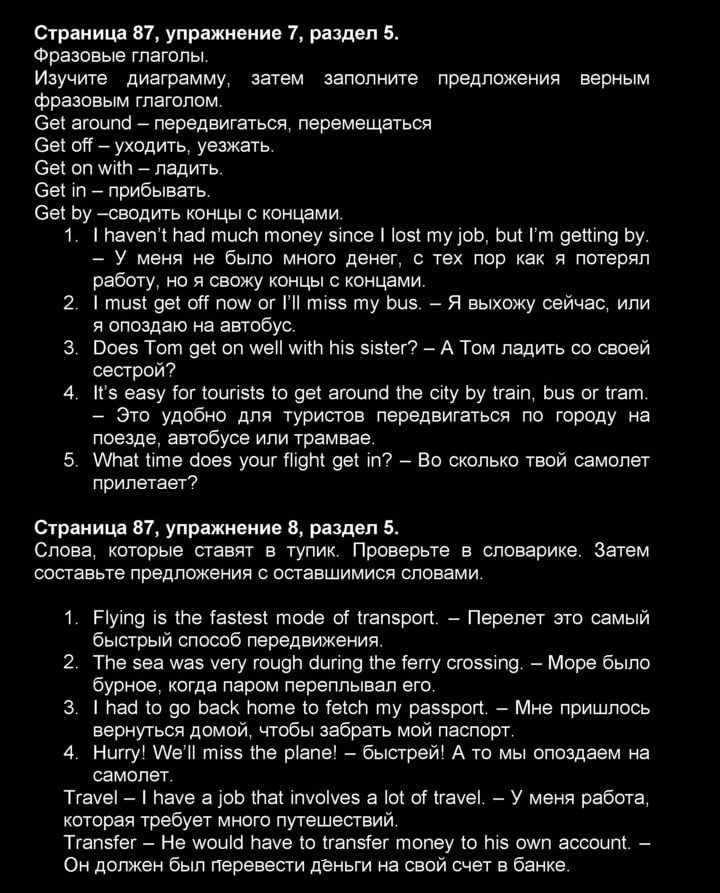 Страница 87, упражнение 7, раздел 5.
Фразовые глаголы.
Изучите диаграмму, затем заполните предложения верным
фразовым глаголом.
Get around – передвигаться, перемещаться
Get off – уходить, уезжать.
Get on with – ладить.
Get in – прибывать.
Get by –сводить концы с концами.
1. I haven't had much money since I lost my job, but I'm getting by.
– У меня не было много денег, с тех пор как я потерял
работу, но я свожу концы с концами.
2. I must get off now or I'll miss my bus. – Я выхожу сейчас, или
я опоздаю на автобус.
3. Does Tom get on well with his sister? – А Том ладить со своей
сестрой?
4. It's easy for tourists to get around the city by train, bus or tram.
– Это удобно для туристов передвигаться по городу на
поезде, автобусе или трамвае.
5. What time does your flight get in? – Во сколько твой самолет
прилетает?
Страница 87, упражнение 8, раздел 5.
Слова, которые ставят в тупик. Проверьте в словарике. Затем
составьте предложения с оставшимися словами.
1. Flying is the fastest mode of transport. – Перелет это самый
быстрый способ передвижения.
2. The sea was very rough during the ferry crossing. – Море было
бурное, когда паром переплывал его.
3. I had to go back home to fetch my passport. – Мне пришлось
вернуться домой, чтобы забрать мой паспорт.
4. Hurry! We'll miss the plane! – быстрей! А то мы опоздаем на
самолет.
Travel – I have a job that involves a lot of travel. – У меня работа,
которая требует много путешествий.
Transfer – He would have to transfer money to his own account. –
Он должен был перевести деньги на свой счет в банке.